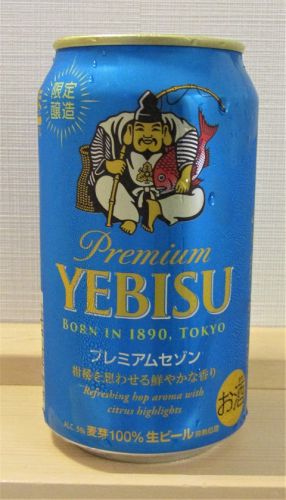 限定
醸造
Premium
YEBISU
BORN IN 1890, TOKYO
プレミアムセゾン
柑橘を思わせる鮮やかな香り
Refreshing hop aroma with
citrus highlights
ALC. 5% 麦芽100% 生ビール
お酒